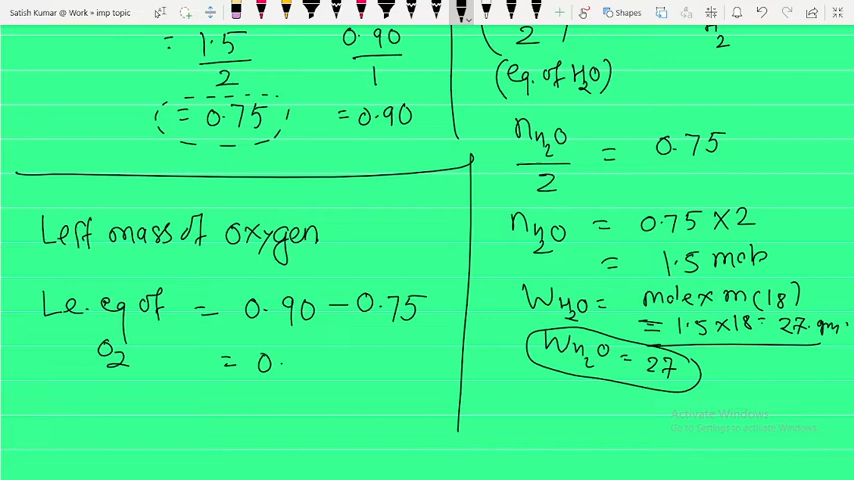 Satish Kumar @ Work + imp topic
Shapes
= 1.5/2 0.90/1
= 0.75 = 0.90
Left mass of oxygen
Le. eq of = 0.90 - 0.75
O2 = 0.
2
(eq. of H2O)
nH2O/2 = 0.75
nH2O = 0.75 X 2
= 1.5 mob
WH2O = molex m(18)
= 1.5 x 18 = 27. gm.
WH2O = 27
Activate Windows
Go to Settings to activate Windows.